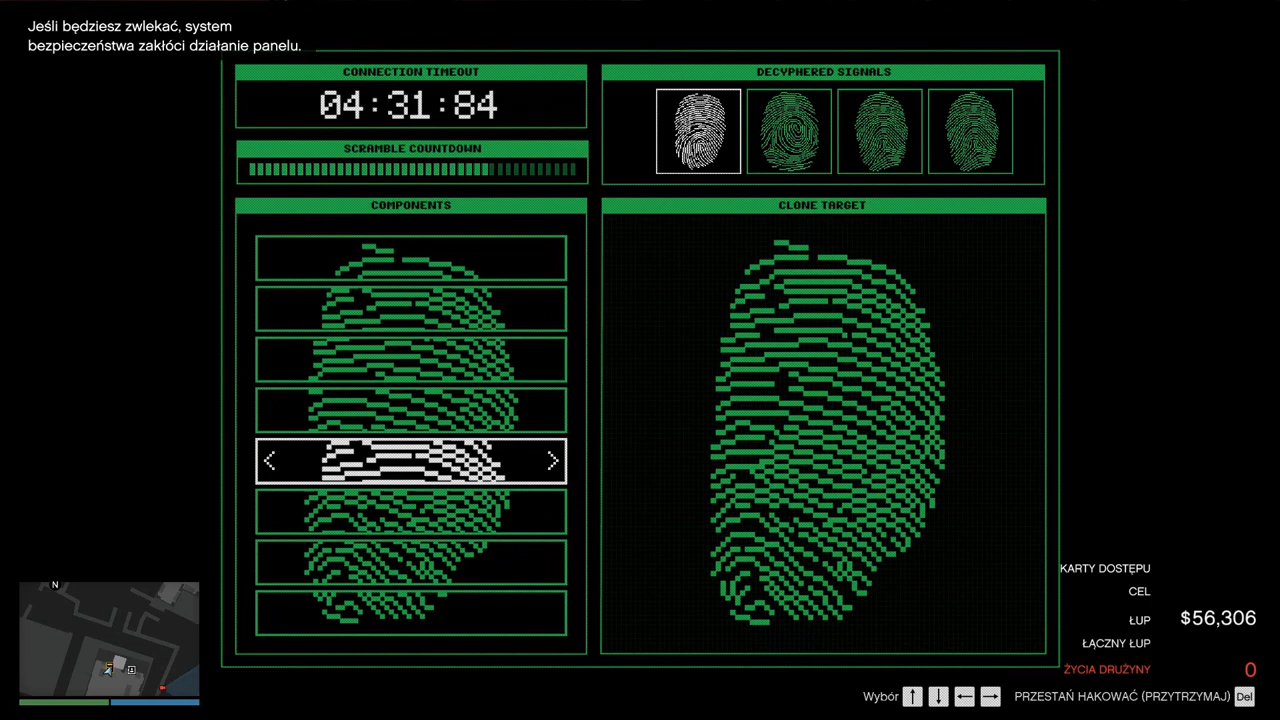 Jeśli będziesz zwlekać, system
bezpieczeństwa zakłóci działanie panelu.
CONNECTION TIMEOUT
04:31:84
SCRAMBLE COUNTDOWN
COMPONENTS
DECYPHERED SIGNALS
CLONE TARGET
N
KARTY DOSTĘPU
CEL
ŁUP $56,306
ŁĄCZNY ŁUP
ŻYCIA DRUŻYNY 0
Wybór ↑ ↓ ← → PRZESTAŃ HAKOWAĆ (PRZYTRZYMAJ) Del